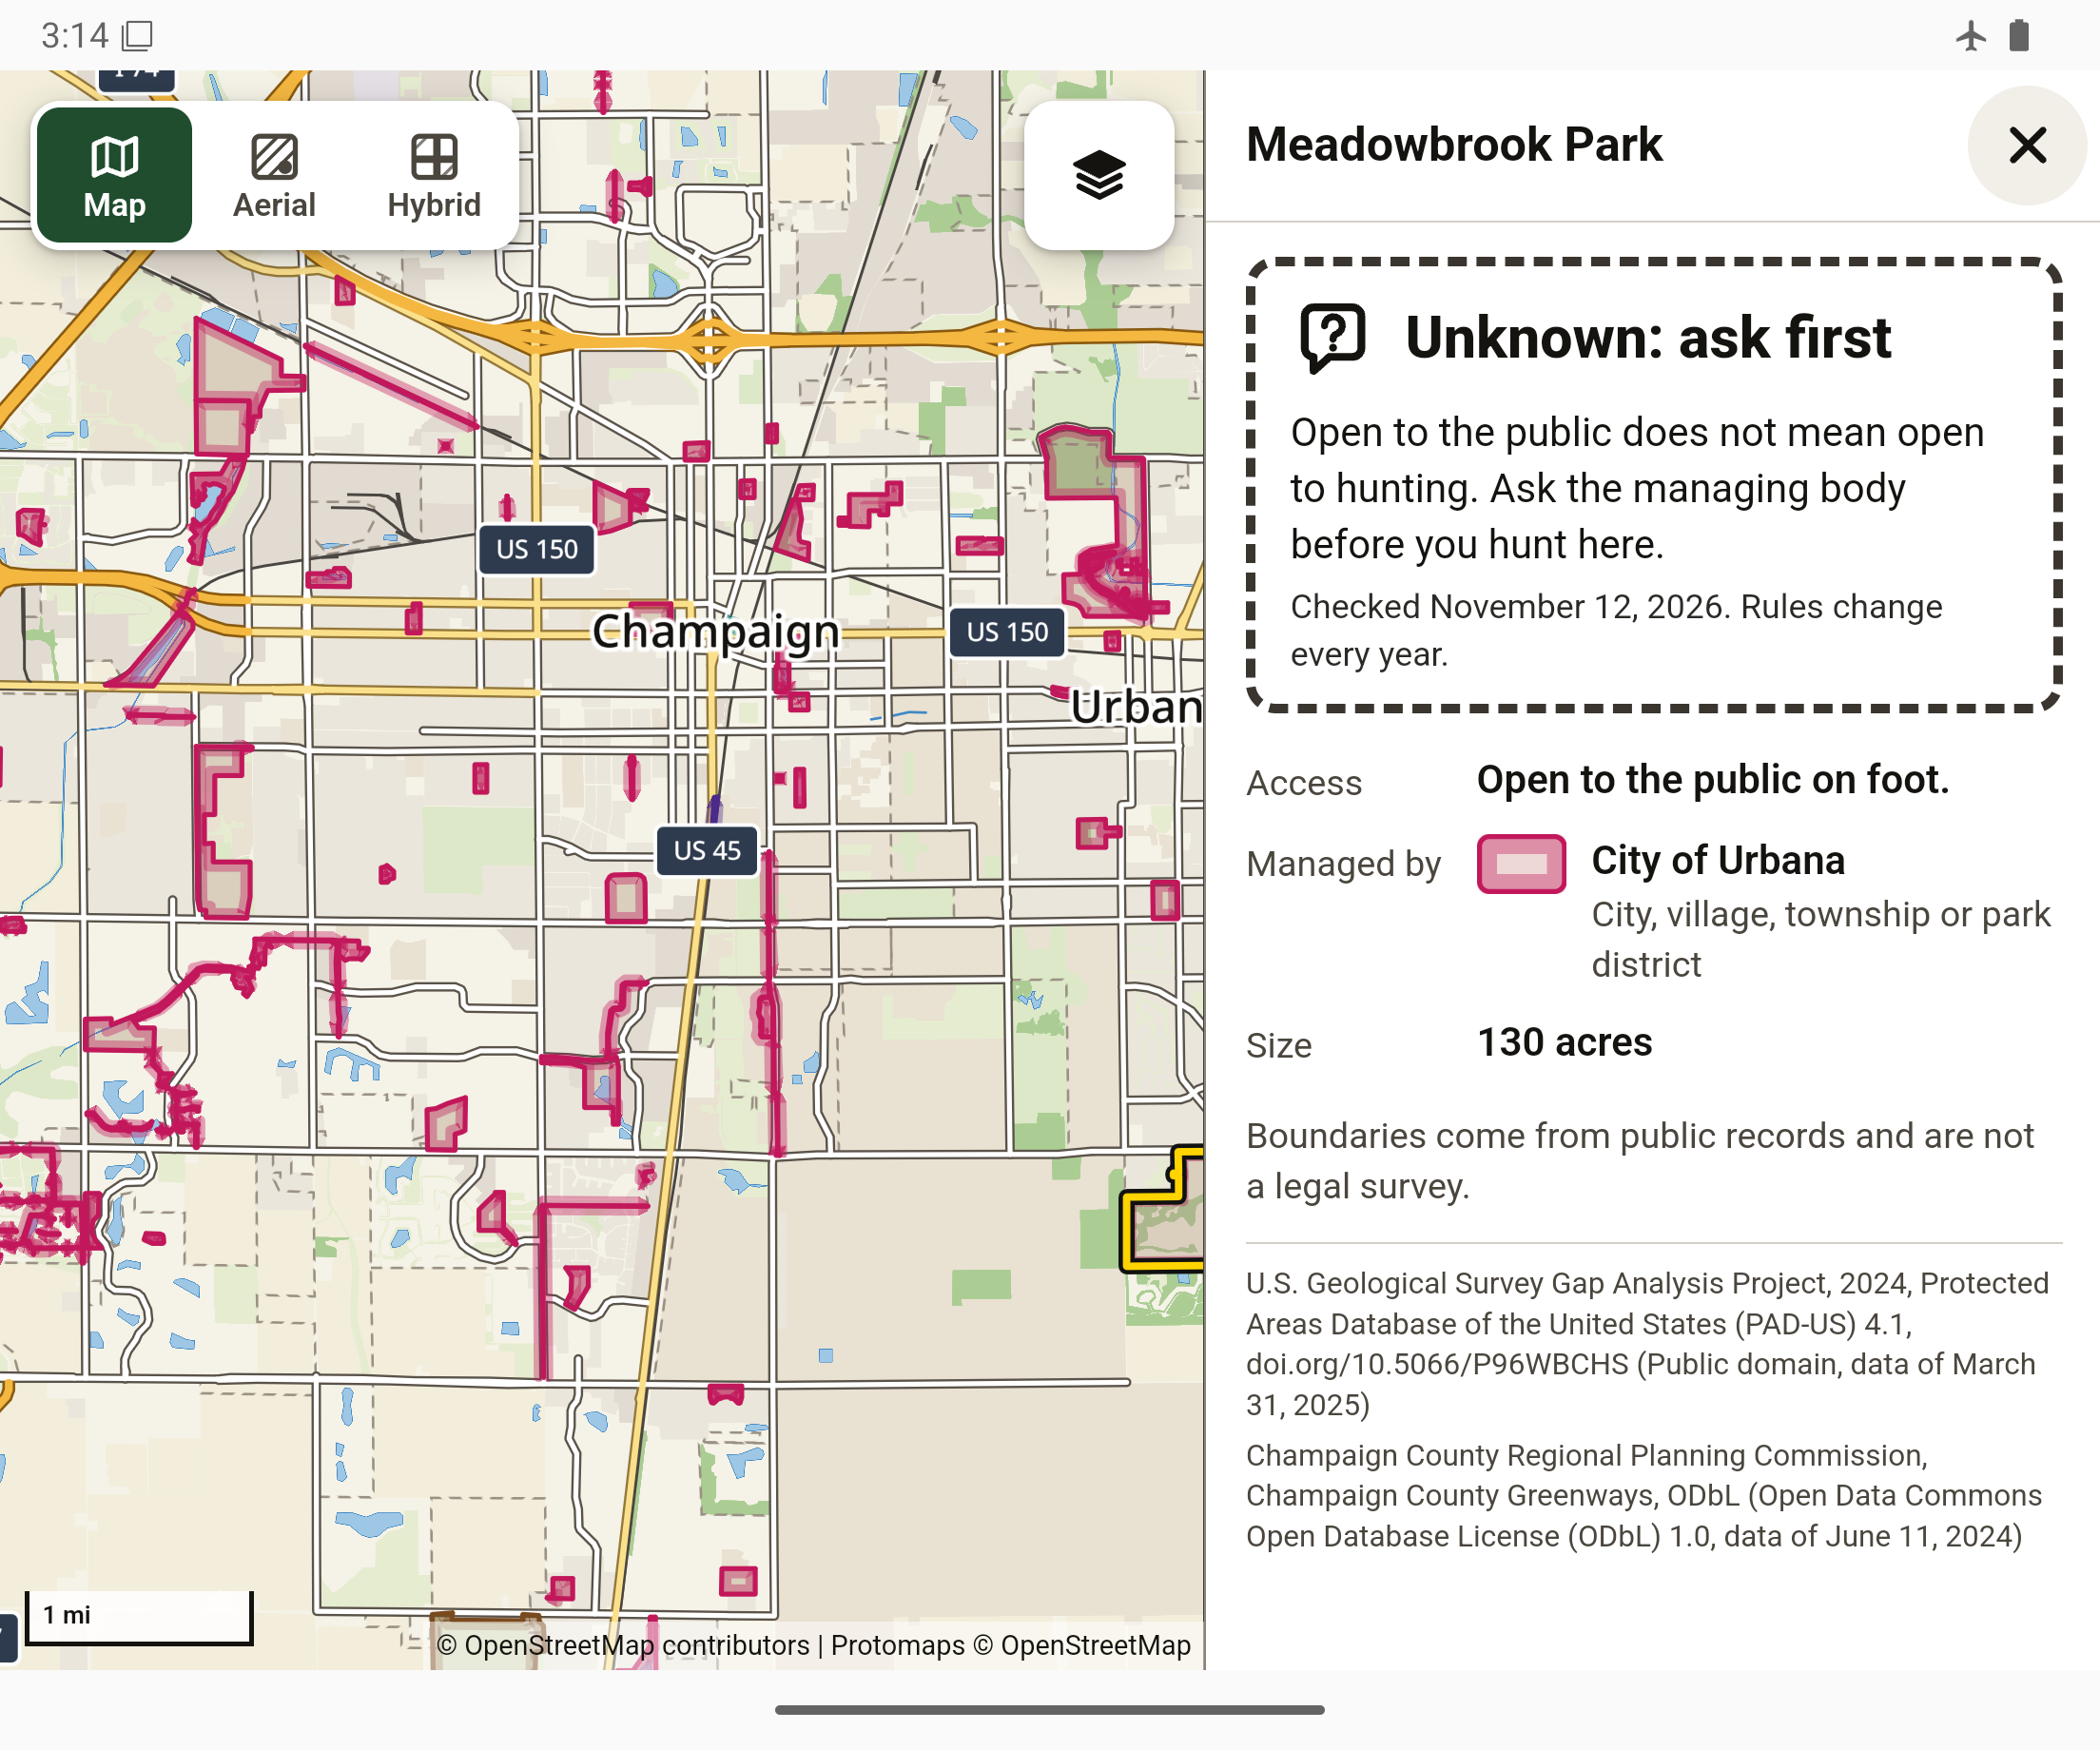 3:14
Map
Aerial
Hybrid
US 150
Champaign
US 150
Urban
US 45
1 mi
© OpenStreetMap contributors | Protomaps © OpenStreetMap
Meadowbrook Park
Unknown: ask first
Open to the public does not mean open
to hunting. Ask the managing body
before you hunt here.
Checked November 12, 2026. Rules change
every year.
Access
Open to the public on foot.
Managed by
City of Urbana
City, village, township or park
district
Size
130 acres
Boundaries come from public records and are not
a legal survey.
U.S. Geological Survey Gap Analysis Project, 2024, Protected
Areas Database of the United States (PAD-US) 4.1,
doi.org/10.5066/P96WBCHS (Public domain, data of March
31, 2025)
Champaign County Regional Planning Commission,
Champaign County Greenways, ODbL (Open Data Commons
Open Database License (ODbL) 1.0, data of June 11, 2024)